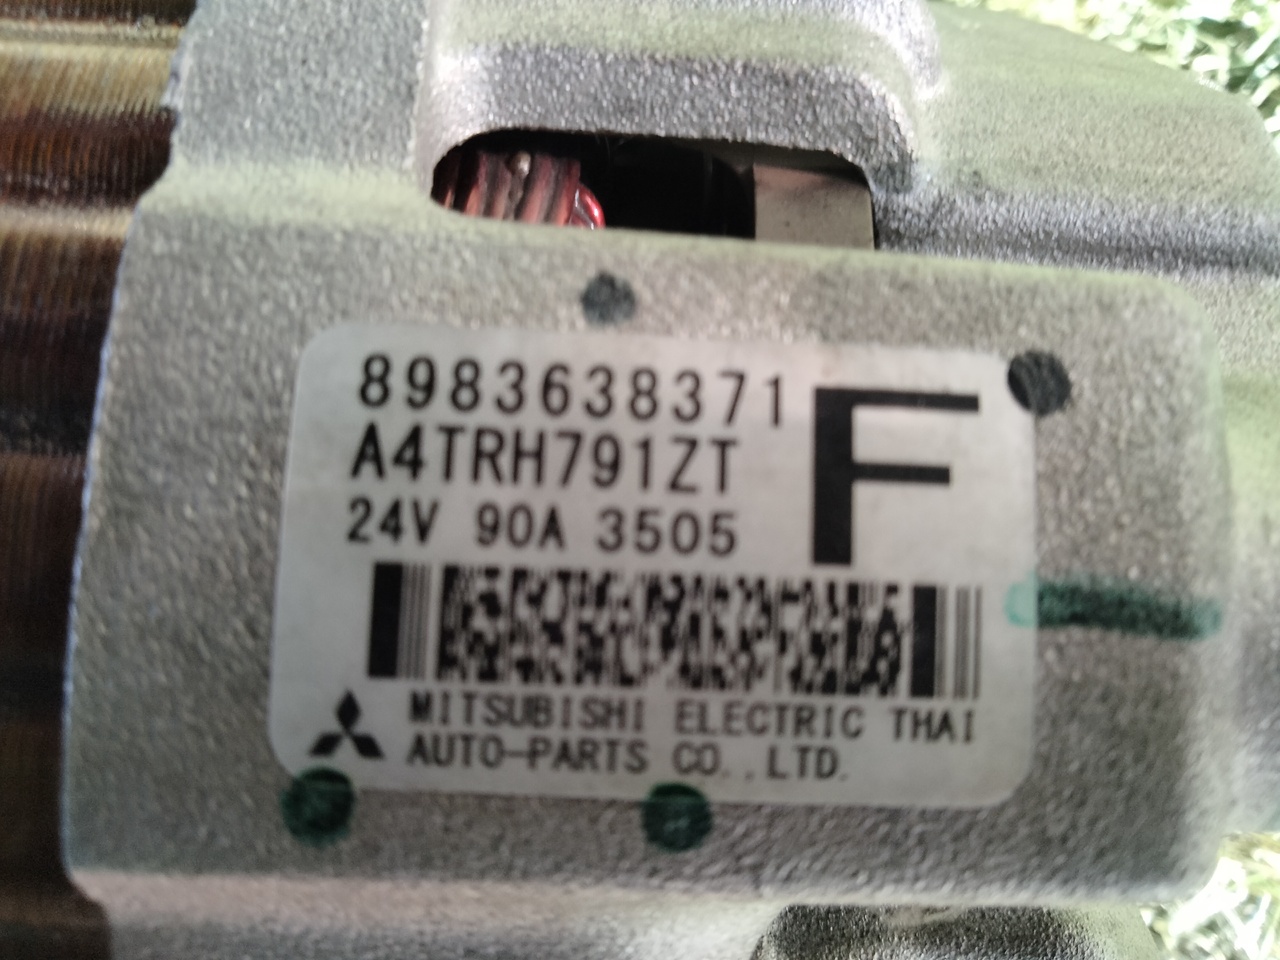 8983638371
F
A4TRH791ZT
24V 90A 3505
MITSUBISHI ELECTRIC THAI
AUTO-PARTS CO.,LTD.